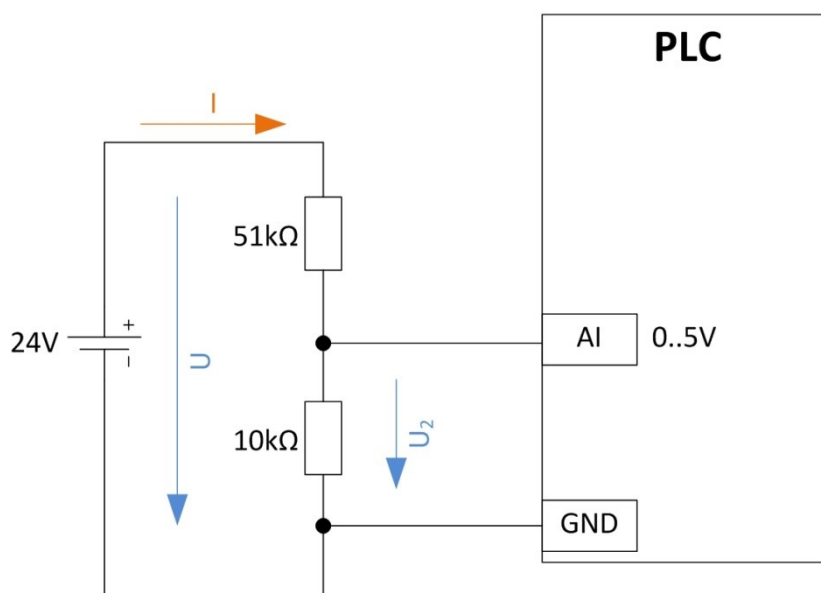 PLC
I
51kΩ
24V
+
–
U
AI
0..5V
10kΩ
U₂
GND